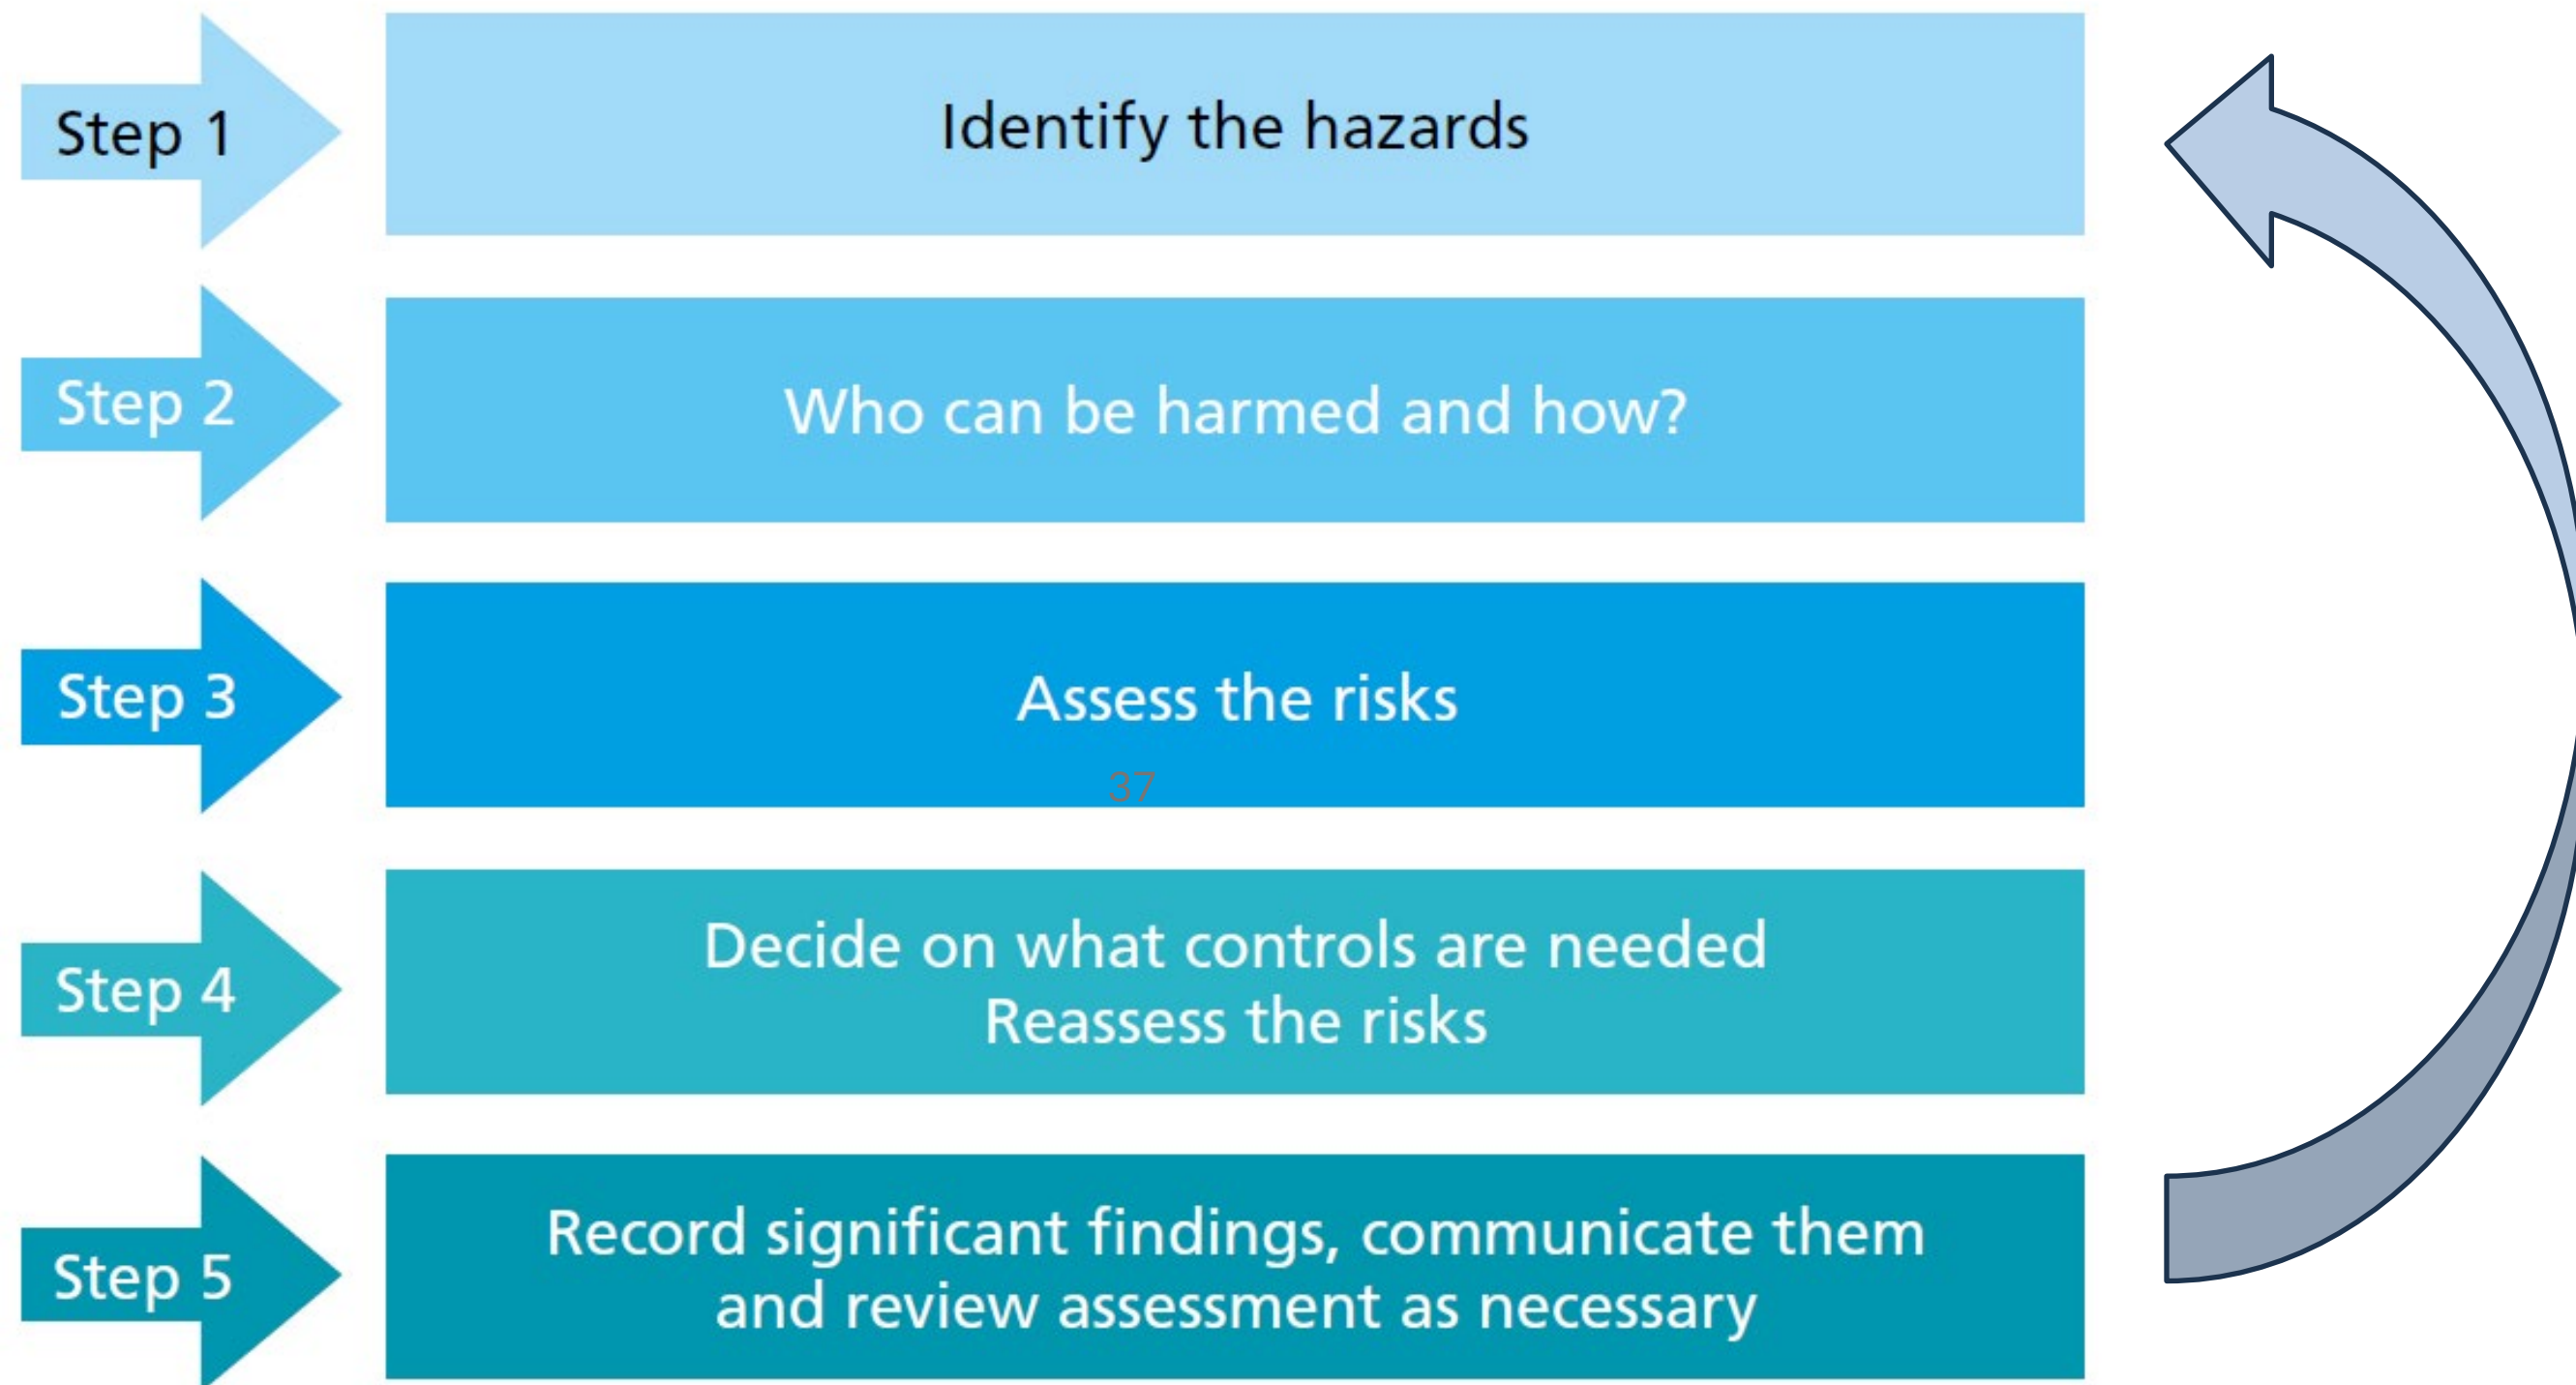 Step 1
Identify the hazards
Step 2
Who can be harmed and how?
Step 3
Assess the risks
37
Step 4
Decide on what controls are needed
Reassess the risks
Step 5
Record significant findings, communicate them
and review assessment as necessary